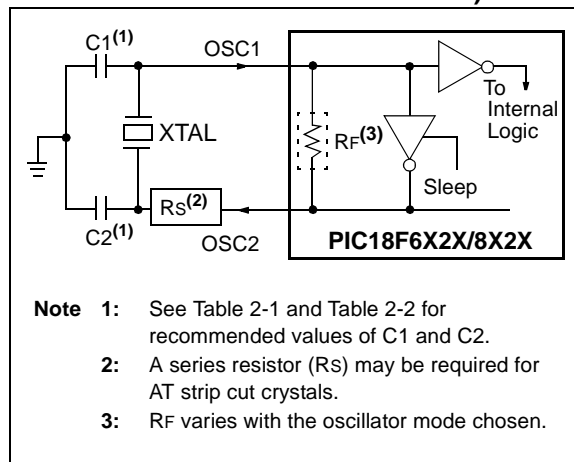 C1(1)
OSC1
To
Internal
Logic
XTAL
RF(3)
Sleep
RS(2)
C2(1)
OSC2
PIC18F6X2X/8X2X
Note 1: See Table 2-1 and Table 2-2 for
recommended values of C1 and C2.
2: A series resistor (RS) may be required for
AT strip cut crystals.
3: RF varies with the oscillator mode chosen.